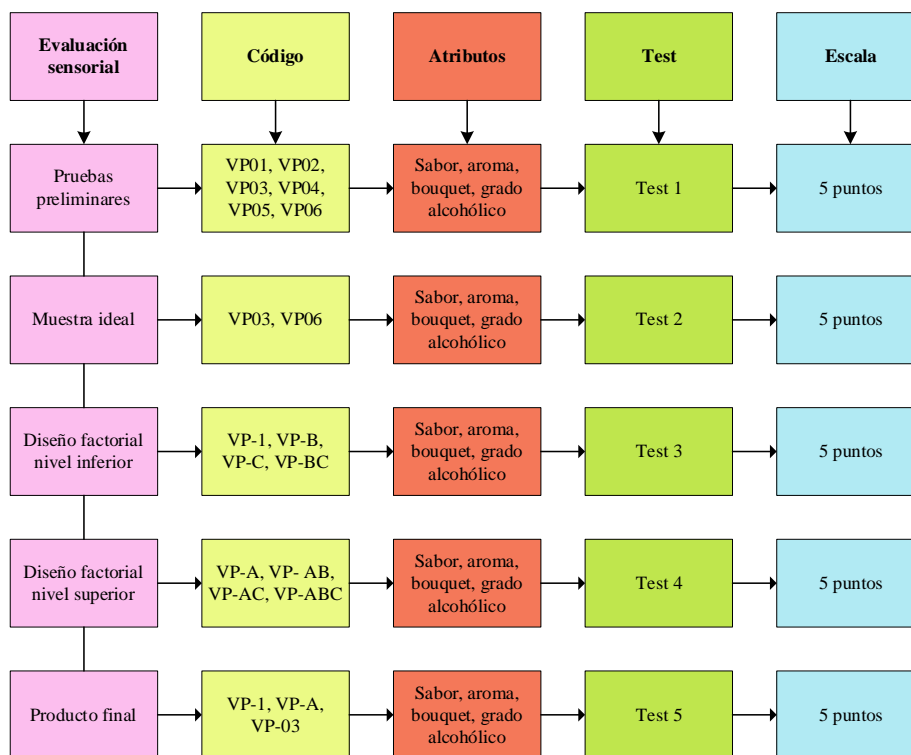 Evaluación
sensorial
Código
Atributos
Test
Escala
Pruebas
preliminares
VP01, VP02,
VP03, VP04,
VP05, VP06
Sabor, aroma,
bouquet, grado
alcohólico
Test 1
5 puntos
Muestra ideal
VP03, VP06
Sabor, aroma,
bouquet, grado
alcohólico
Test 2
5 puntos
Diseño factorial
nivel inferior
VP-1, VP-B,
VP-C, VP-BC
Sabor, aroma,
bouquet, grado
alcohólico
Test 3
5 puntos
Diseño factorial
nivel superior
VP-A, VP- AB,
VP-AC, VP-ABC
Sabor, aroma,
bouquet, grado
alcohólico
Test 4
5 puntos
Producto final
VP-1, VP-A,
VP-03
Sabor, aroma,
bouquet, grado
alcohólico
Test 5
5 puntos